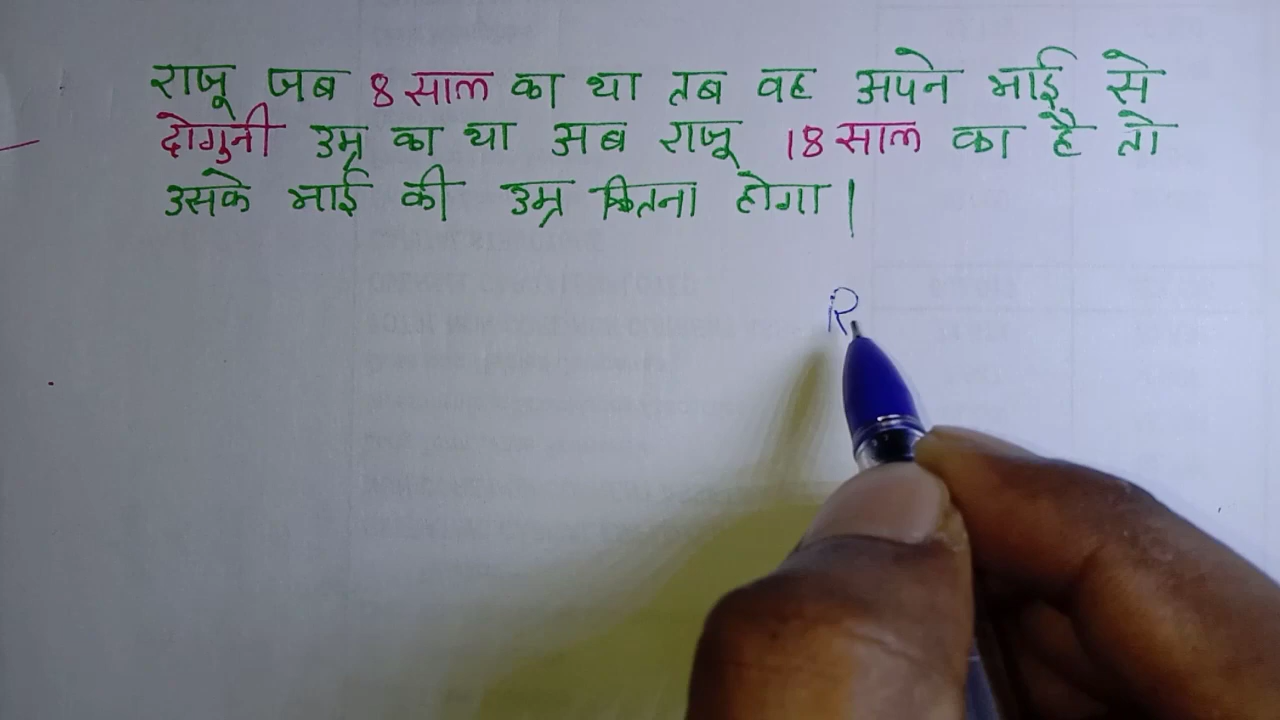 राजू जब 8 साल का था तब वह अपने भाई से
दोगुनी उम्र का था अब राजू 18 साल का है तो
उसके भाई की उम्र कितना होगा।
R